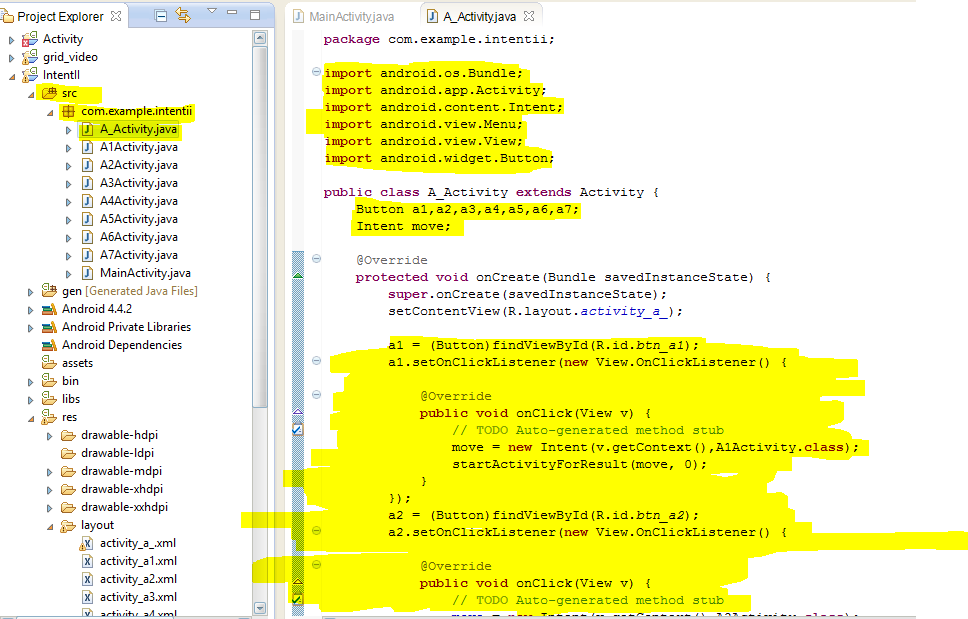 Project Explorer
Activity
grid_video
IntentII
src
com.example.intentii
A_Activity.java
A1Activity.java
A2Activity.java
A3Activity.java
A4Activity.java
A5Activity.java
A6Activity.java
A7Activity.java
MainActivity.java
gen [Generated Java Files]
Android 4.4.2
Android Private Libraries
Android Dependencies
assets
bin
libs
res
drawable-hdpi
drawable-ldpi
drawable-mdpi
drawable-xhdpi
drawable-xxhdpi
layout
activity_a_.xml
activity_a1.xml
activity_a2.xml
activity_a3.xml
activity_a4.xml
MainActivity.java
A_Activity.java
package com.example.intentii;
import android.os.Bundle;
import android.app.Activity;
import android.content.Intent;
import android.view.Menu;
import android.view.View;
import android.widget.Button;
public class A_Activity extends Activity {
Button a1,a2,a3,a4,a5,a6,a7;
Intent move;
@Override
protected void onCreate(Bundle savedInstanceState) {
super.onCreate(savedInstanceState);
setContentView(R.layout.activity_a_);
a1 = (Button)findViewById(R.id.btn_a1);
a1.setOnClickListener(new View.OnClickListener() {
@Override
public void onClick(View v) {
// TODO Auto-generated method stub
move = new Intent(v.getContext(),A1Activity.class);
startActivityForResult(move, 0);
}
});
a2 = (Button)findViewById(R.id.btn_a2);
a2.setOnClickListener(new View.OnClickListener() {
@Override
public void onClick(View v) {
// TODO Auto-generated method stub
move = new Intent(v.getContext(),A2Activity.class);